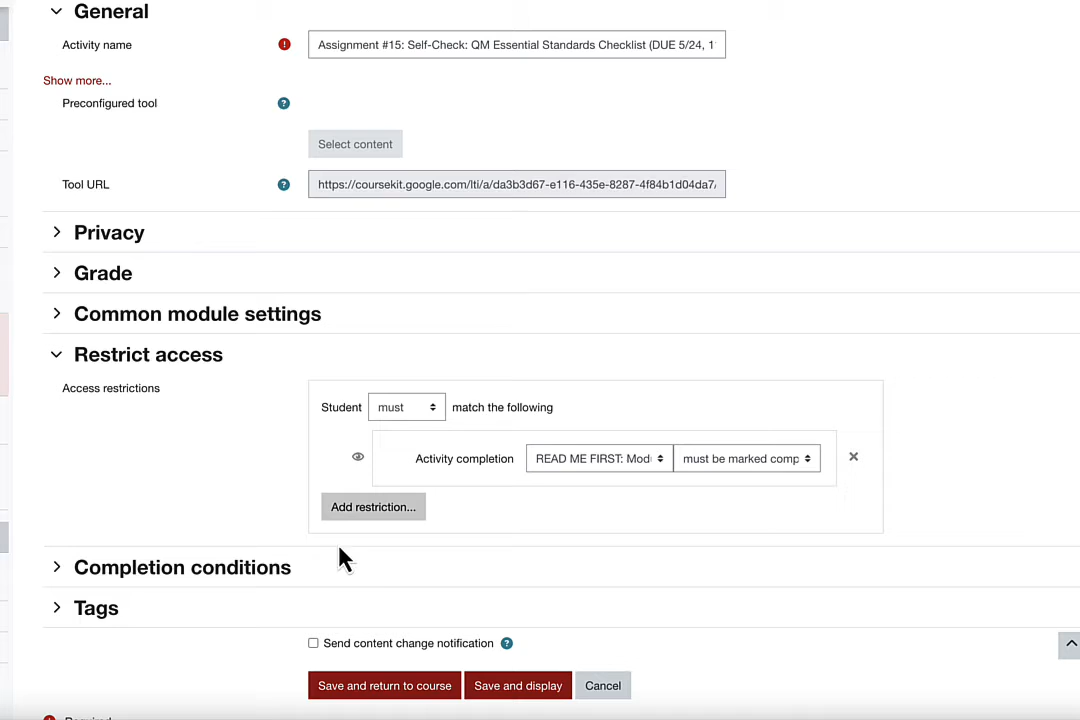 General
Activity name
Assignment #15: Self-Check: QM Essential Standards Checklist (DUE 5/24, 1
Show more...
Preconfigured tool
Select content
Tool URL
https://coursekit.google.com/lti/a/da3b3d67-e116-435e-8287-4f84b1d04da7/
Privacy
Grade
Common module settings
Restrict access
Access restrictions
Student must match the following
Activity completion READ ME FIRST: Mod must be marked comp
Add restriction...
Completion conditions
Tags
Send content change notification
Save and return to course Save and display Cancel
Required